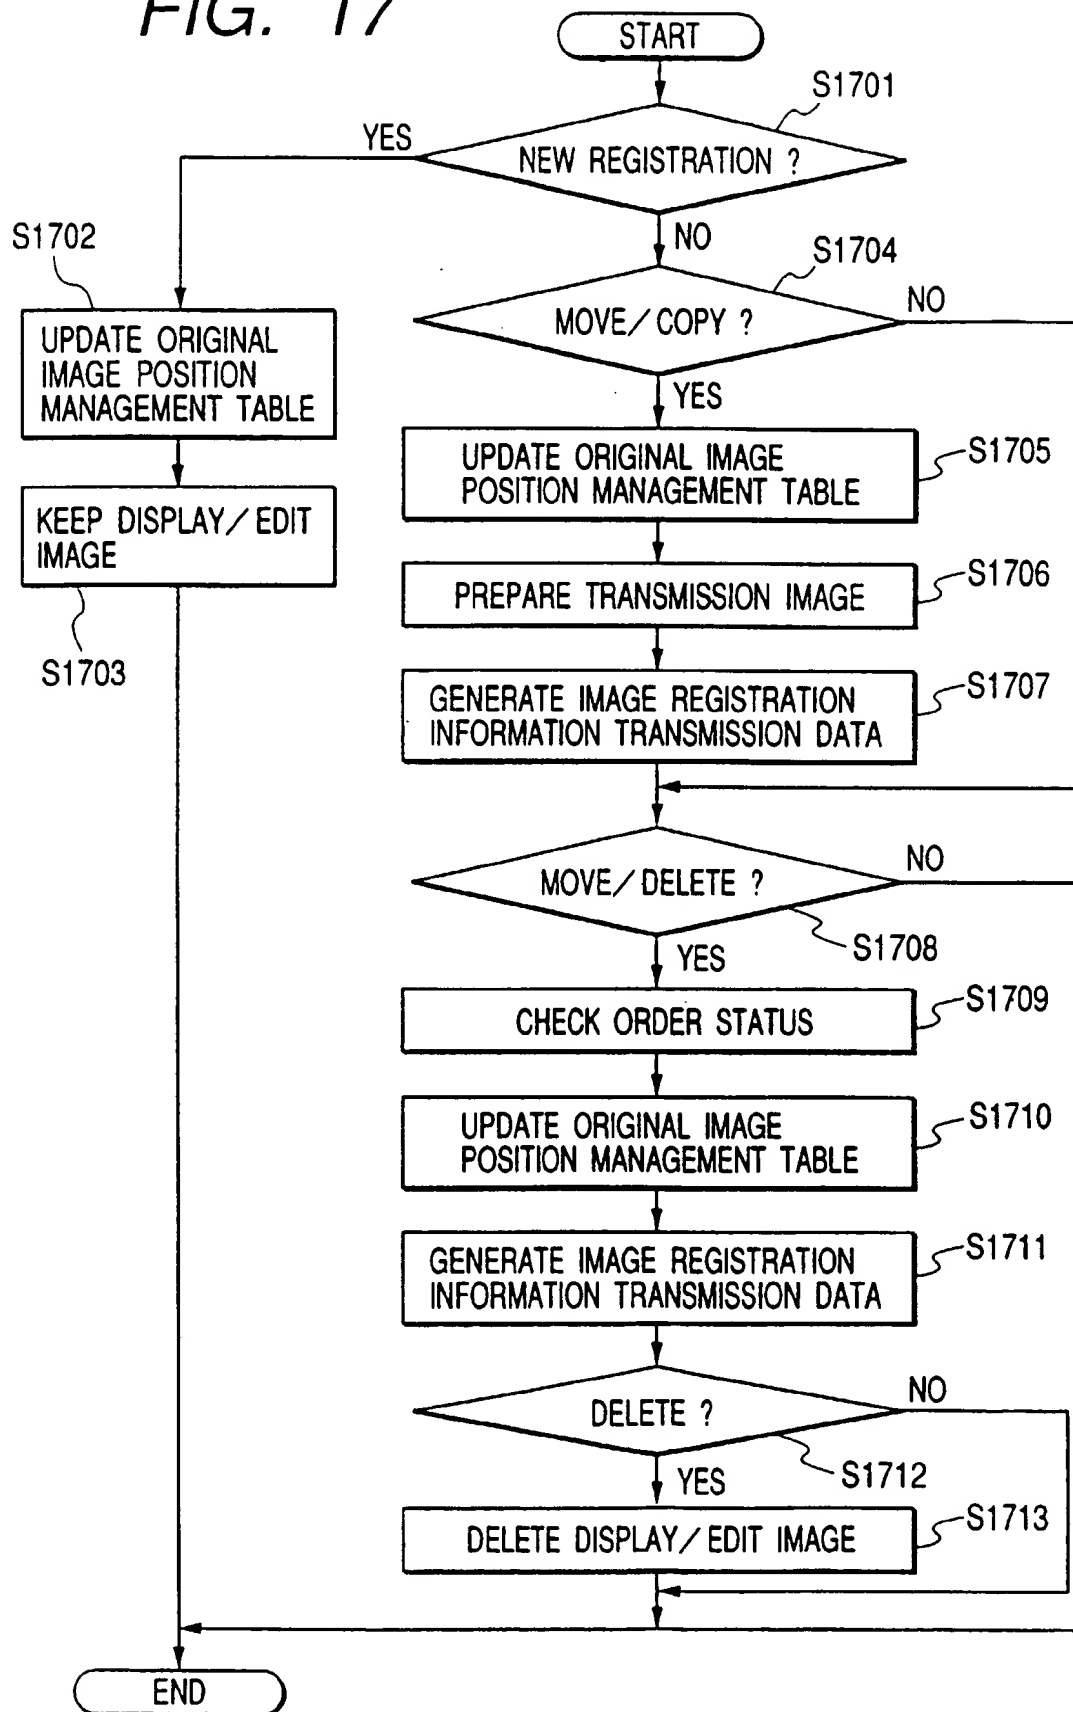 FIG. 17
START
S1701
YES
NEW REGISTRATION ?
NO
S1702
S1704
NO
MOVE/COPY ?
YES
UPDATE ORIGINAL
IMAGE POSITION
MANAGEMENT TABLE
S1705
UPDATE ORIGINAL IMAGE
POSITION MANAGEMENT TABLE
KEEP DISPLAY/EDIT
IMAGE
S1703
S1706
PREPARE TRANSMISSION IMAGE
S1707
GENERATE IMAGE REGISTRATION
INFORMATION TRANSMISSION DATA
NO
MOVE/DELETE ?
S1708
YES
S1709
CHECK ORDER STATUS
S1710
UPDATE ORIGINAL IMAGE
POSITION MANAGEMENT TABLE
S1711
GENERATE IMAGE REGISTRATION
INFORMATION TRANSMISSION DATA
NO
DELETE ?
S1712
YES
S1713
DELETE DISPLAY/EDIT IMAGE
END